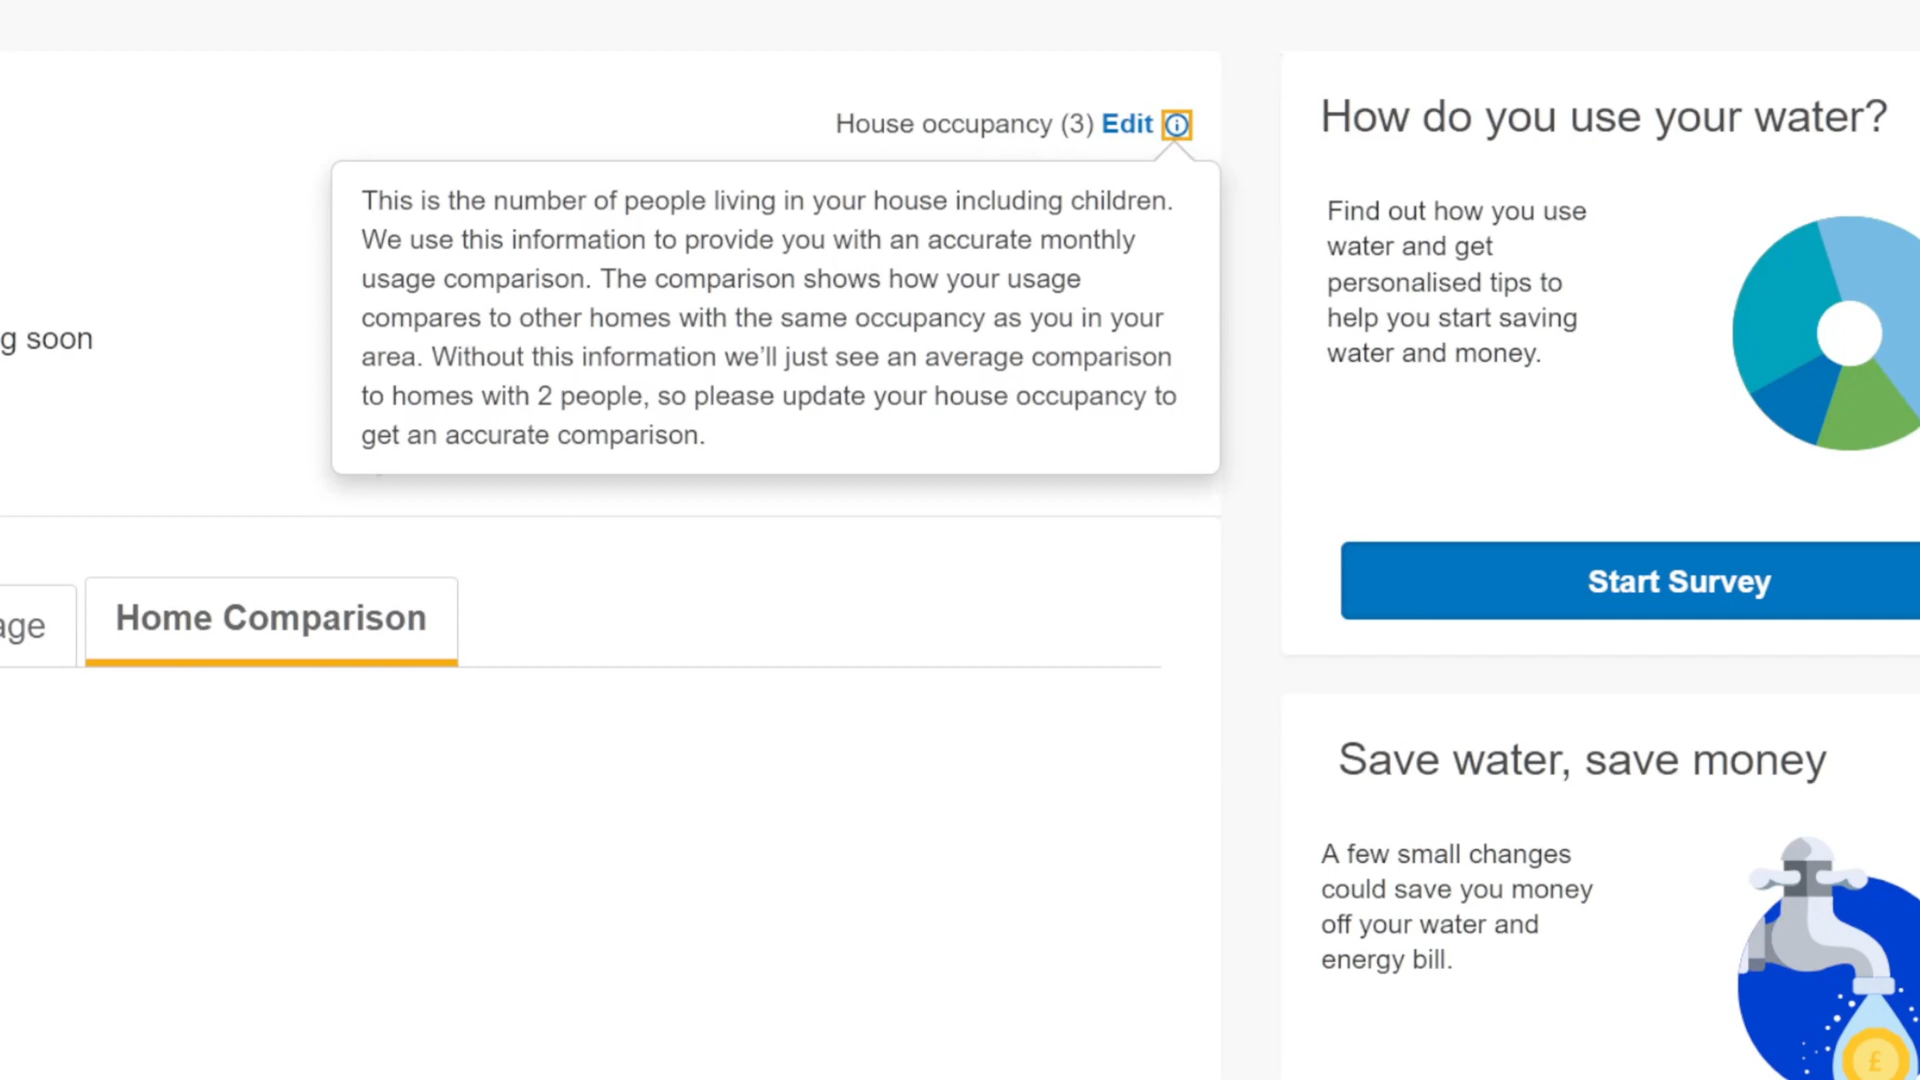 House occupancy (3) Edit
This is the number of people living in your house including children.
We use this information to provide you with an accurate monthly
usage comparison. The comparison shows how your usage
compares to other homes with the same occupancy as you in your
area. Without this information we’ll just see an average comparison
to homes with 2 people, so please update your house occupancy to
get an accurate comparison.
g soon
age
Home Comparison
How do you use your water?
Find out how you use
water and get
personalised tips to
help you start saving
water and money.
Start Survey
Save water, save money
A few small changes
could save you money
off your water and
energy bill.
£